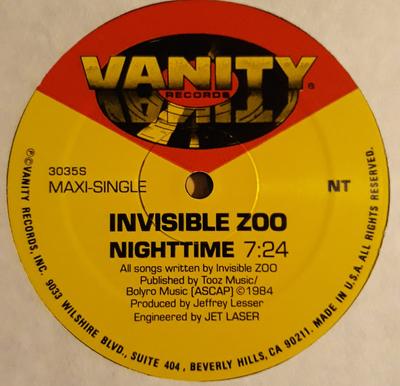 VANITY
RECORDS
®
3035S
MAXI-SINGLE
NT
INVISIBLE ZOO
NIGHTTIME 7:24
All songs written by Invisible ZOO
Published by Tooz Music/
Bolyro Music (ASCAP) ©1984
Produced by Jeffrey Lesser
Engineered by JET LASER
℗©VANITY RECORDS, INC. 9033 WILSHIRE BLVD., SUITE 404, BEVERLY HILLS, CA 90211. MADE IN U.S.A. ALL RIGHTS RESERVED.